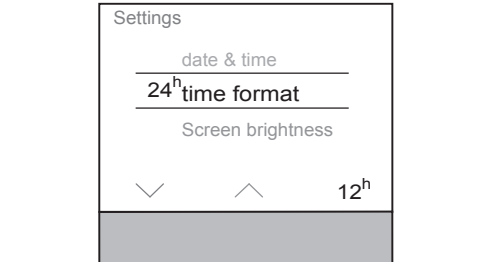 Settings
date & time
24h time format
Screen brightness
12h